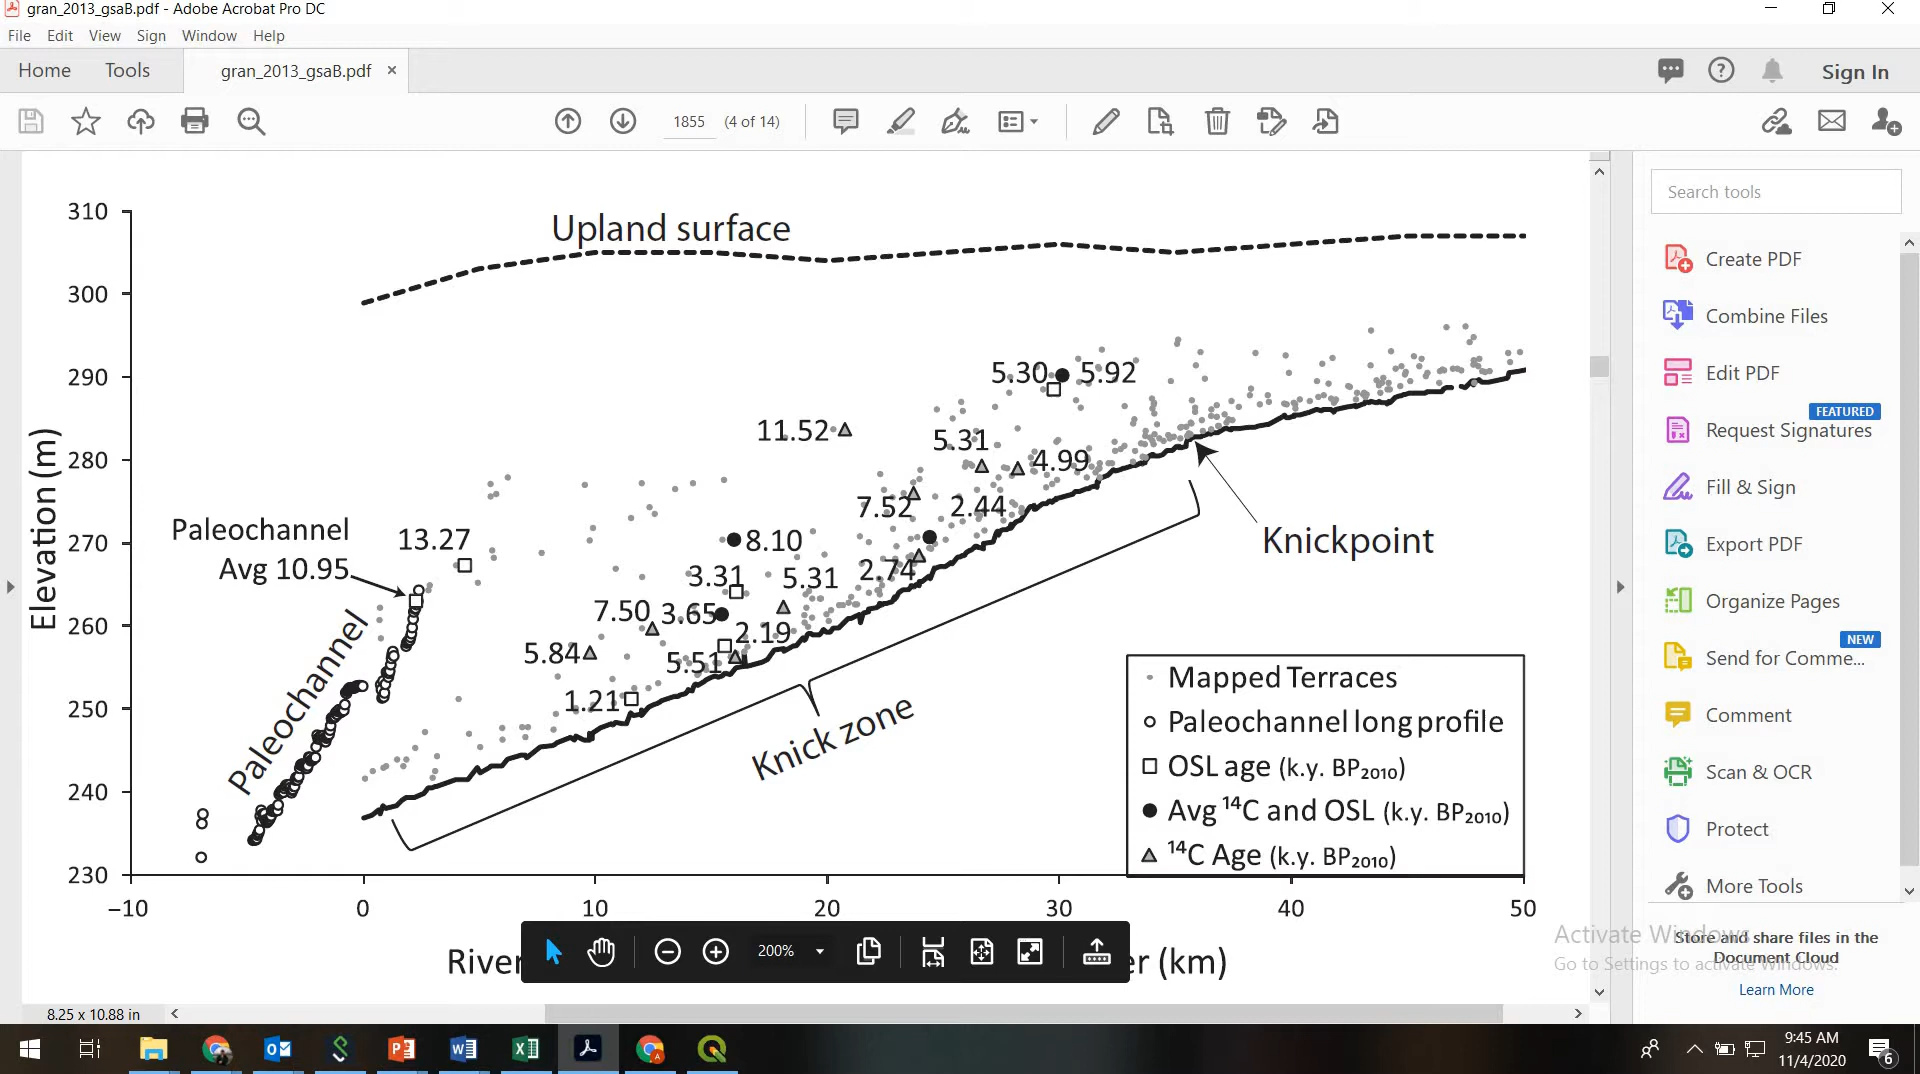 gran_2013_gsaB.pdf - Adobe Acrobat Pro DC
File Edit View Sign Window Help
Home Tools gran_2013_gsaB.pdf × Sign In
1855 (4 of 14)
Search tools
Create PDF
Combine Files
Edit PDF
FEATURED
Request Signatures
Fill & Sign
Export PDF
Organize Pages
NEW
Send for Comme...
Comment
Scan & OCR
Protect
More Tools
Store and share files in the
Document Cloud
Learn More
Activate Windows
Go to Settings to activate Windows.
Elevation (m)
310
300
290
280
270
260
250
240
230
Upland surface
5.30 5.92
11.52
5.31
4.99
7.52 2.44
Paleochannel
Avg 10.95
13.27
8.10
3.31 5.31 2.74
7.50 3.65
2.19
5.84 5.51
1.21
Paleochannel
Knick zone
Knickpoint
Mapped Terraces
Paleochannel long profile
OSL age (k.y. BP₂₀₁₀)
Avg ¹⁴C and OSL (k.y. BP₂₀₁₀)
¹⁴C Age (k.y. BP₂₀₁₀)
−10 0 10 20 30 40 50
River (km)
200%
8.25 x 10.88 in
9:45 AM
11/4/2020
6